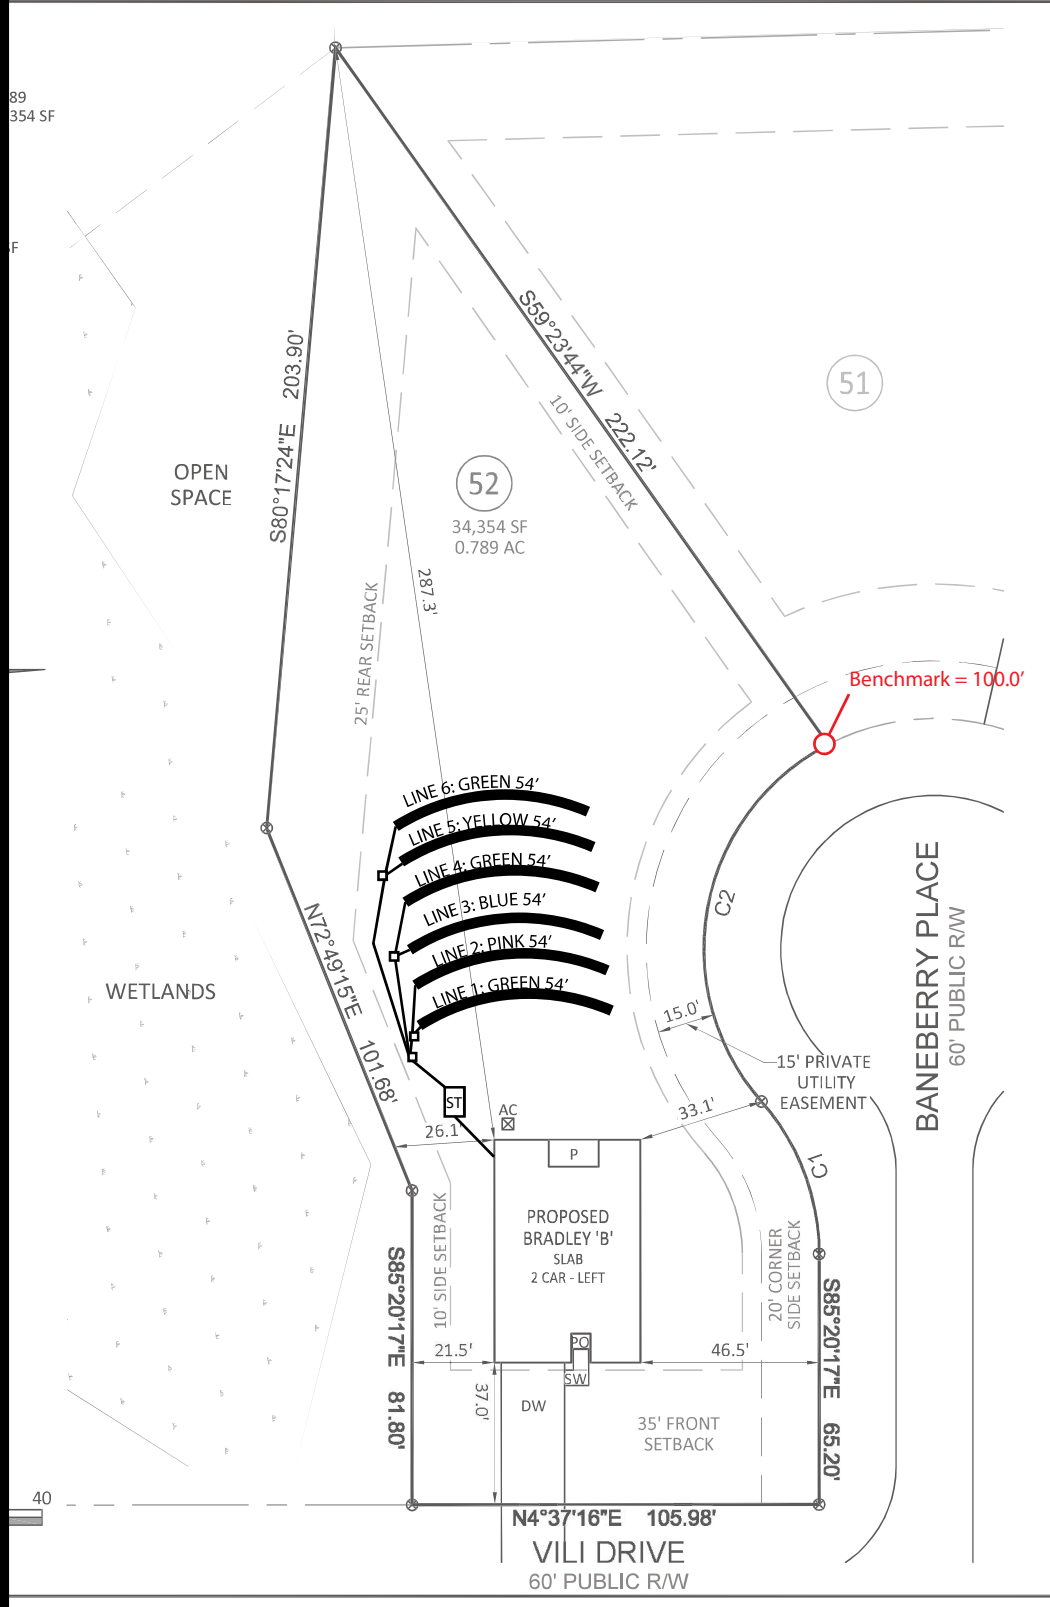 89
354 SF
SF
S80°17'24"E 203.90'
S59°23'44"W 222.12'
10' SIDE SETBACK
51
OPEN
SPACE
52
34,354 SF
0.789 AC
287.3'
25' REAR SETBACK
Benchmark = 100.0'
LINE 6: GREEN 54'
LINE 5: YELLOW 54'
LINE 4: GREEN 54'
LINE 3: BLUE 54'
LINE 2: PINK 54'
LINE 1: GREEN 54'
C2
BANEBERRY PLACE
60' PUBLIC R/W
N72°49'15"E 101.68'
WETLANDS
15.0'
15' PRIVATE
UTILITY
EASEMENT
ST
AC
33.1'
26.1'
P
C1
PROPOSED
BRADLEY 'B'
SLAB
2 CAR - LEFT
10' SIDE SETBACK
20' CORNER
SIDE SETBACK
S85°20'17"E 81.80'
S85°20'17"E 65.20'
PO
21.5'
46.5'
SW
37.0'
DW
35' FRONT
SETBACK
40
N4°37'16"E 105.98'
VILI DRIVE
60' PUBLIC R/W